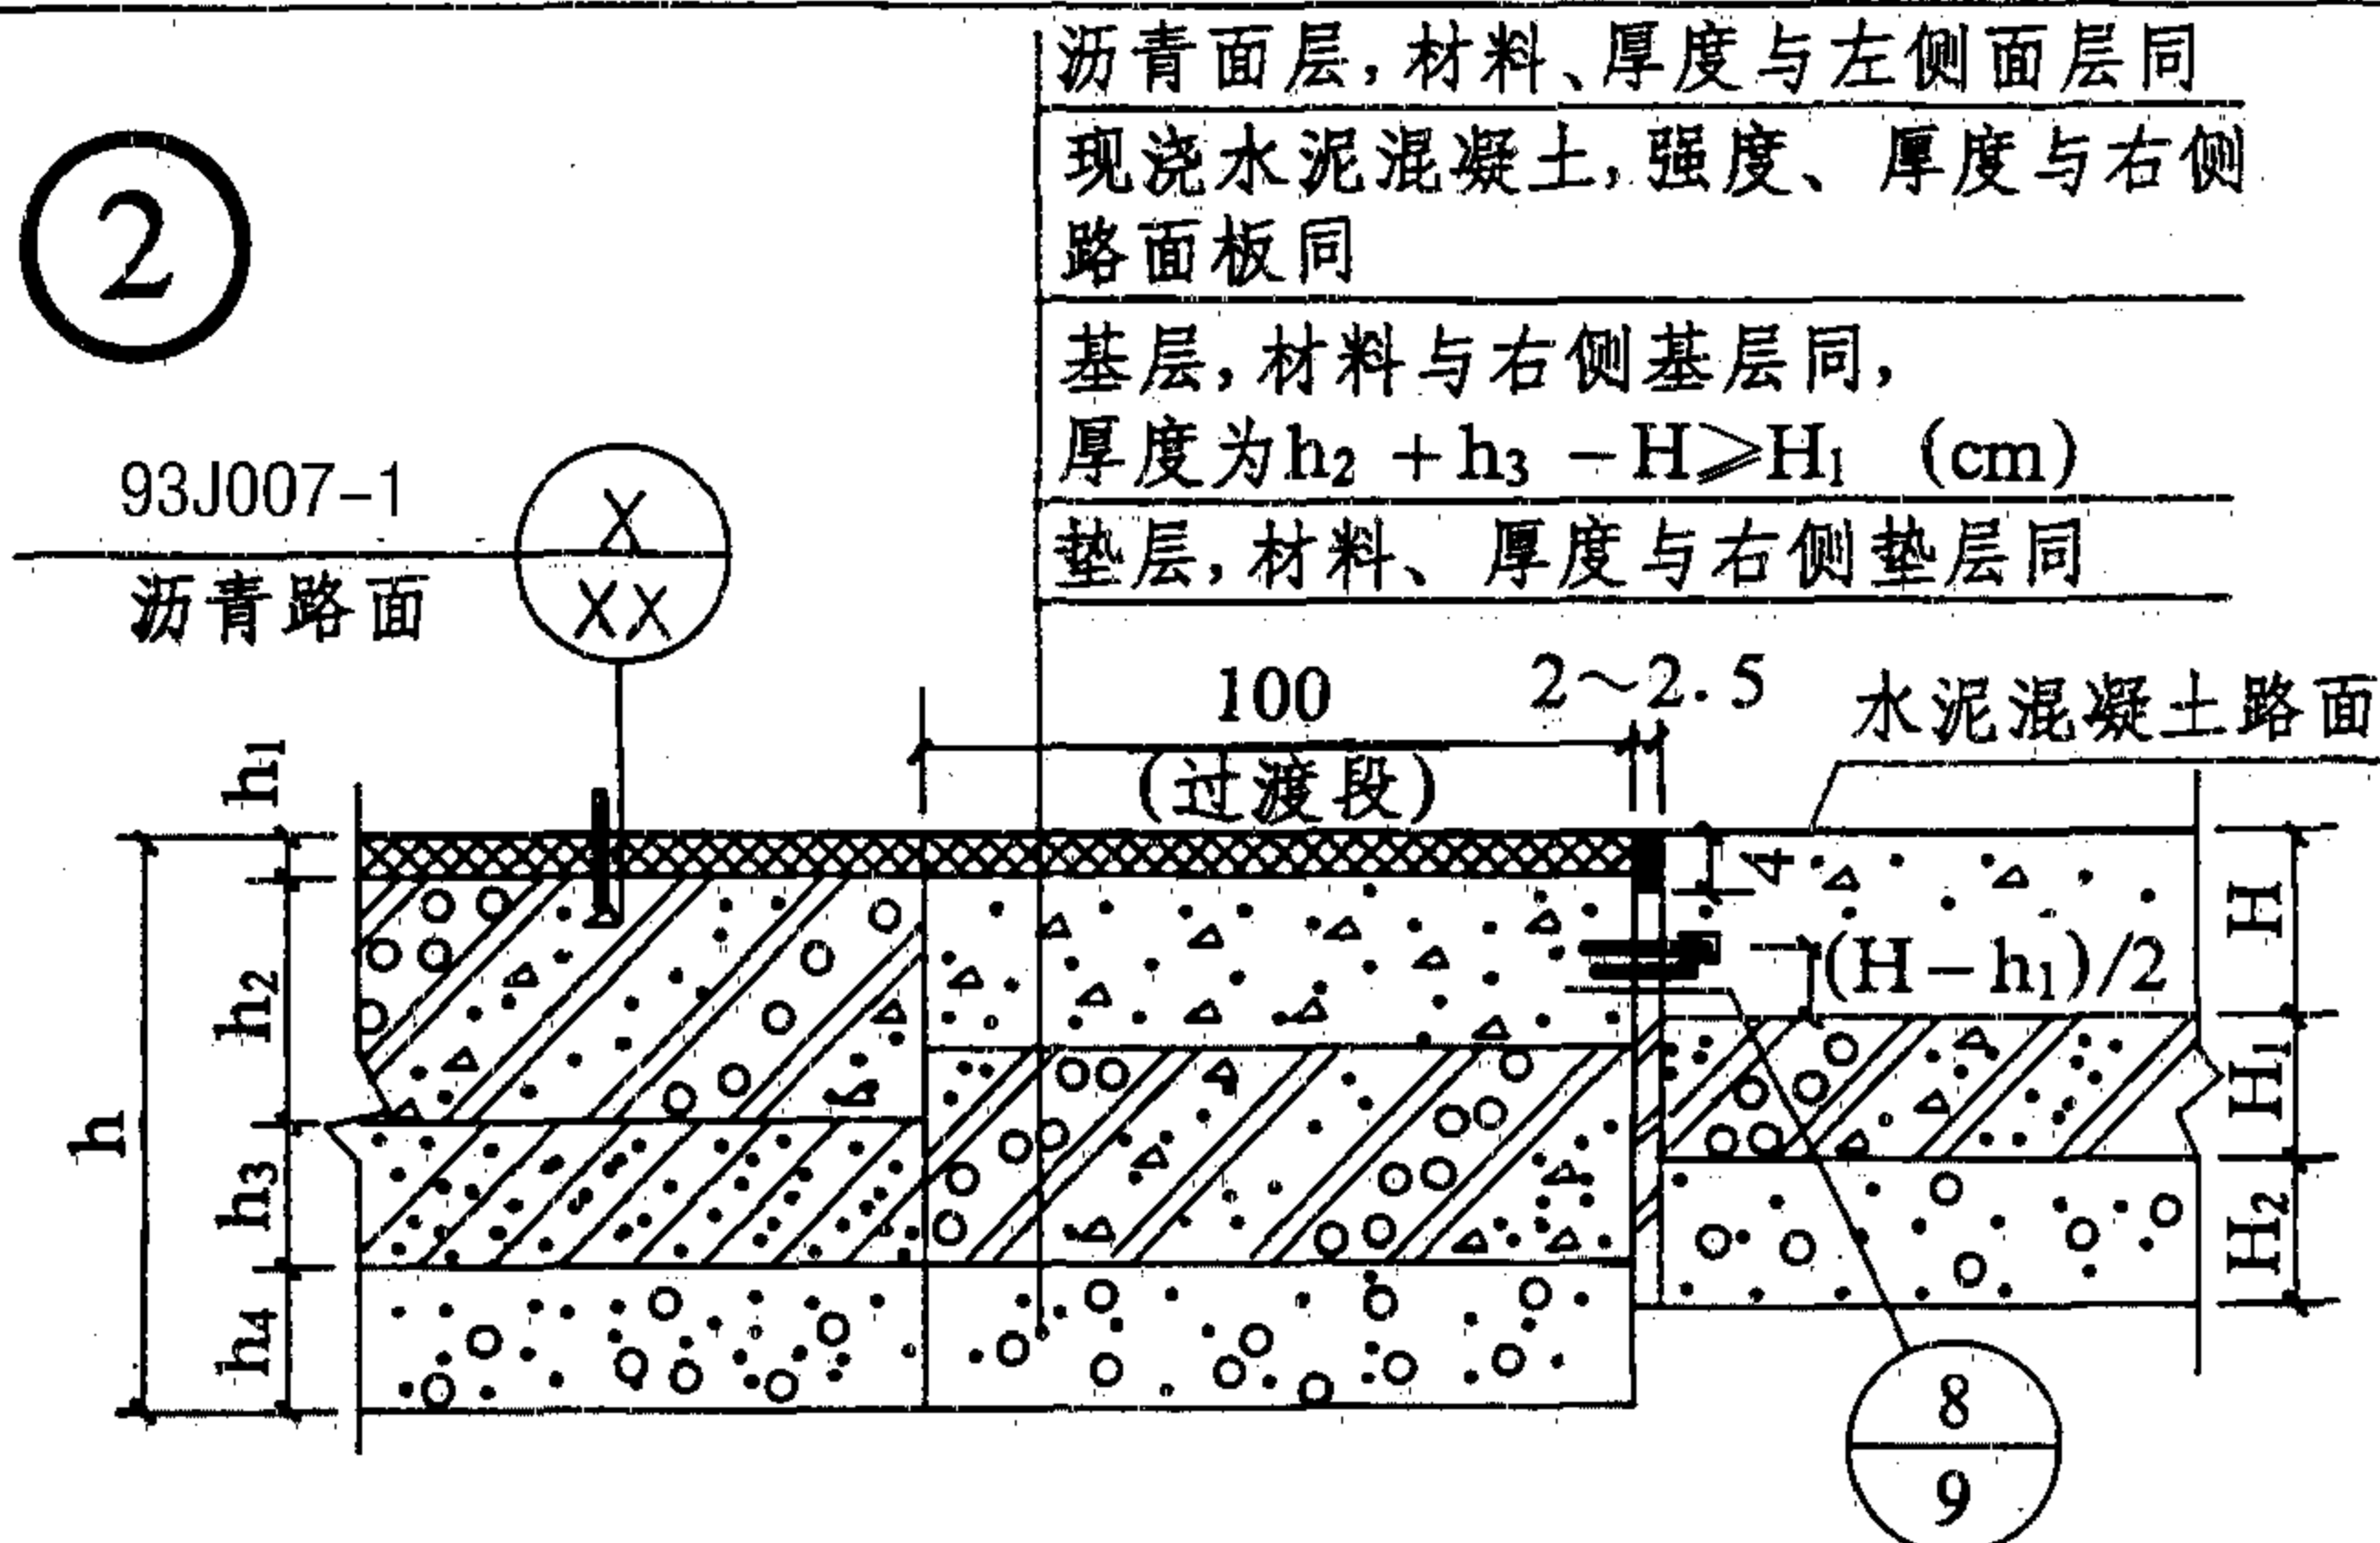 沥青面层，材料、厚度与左侧面层同
现浇水泥混凝土，强度、厚度与右侧
路面板同
基层，材料与右侧基层同，
厚度为h₂ + h₃ - H⩾H₁ (cm)
垫层，材料、厚度与右侧垫层同
2
93J007-1
沥青路面
X
XX
100
(过渡段)
2～2.5
水泥混凝土路面
h₁
h₂
h₃
h₄
h
4
(H - h₁)/2
H
H₁
H₂
8
9